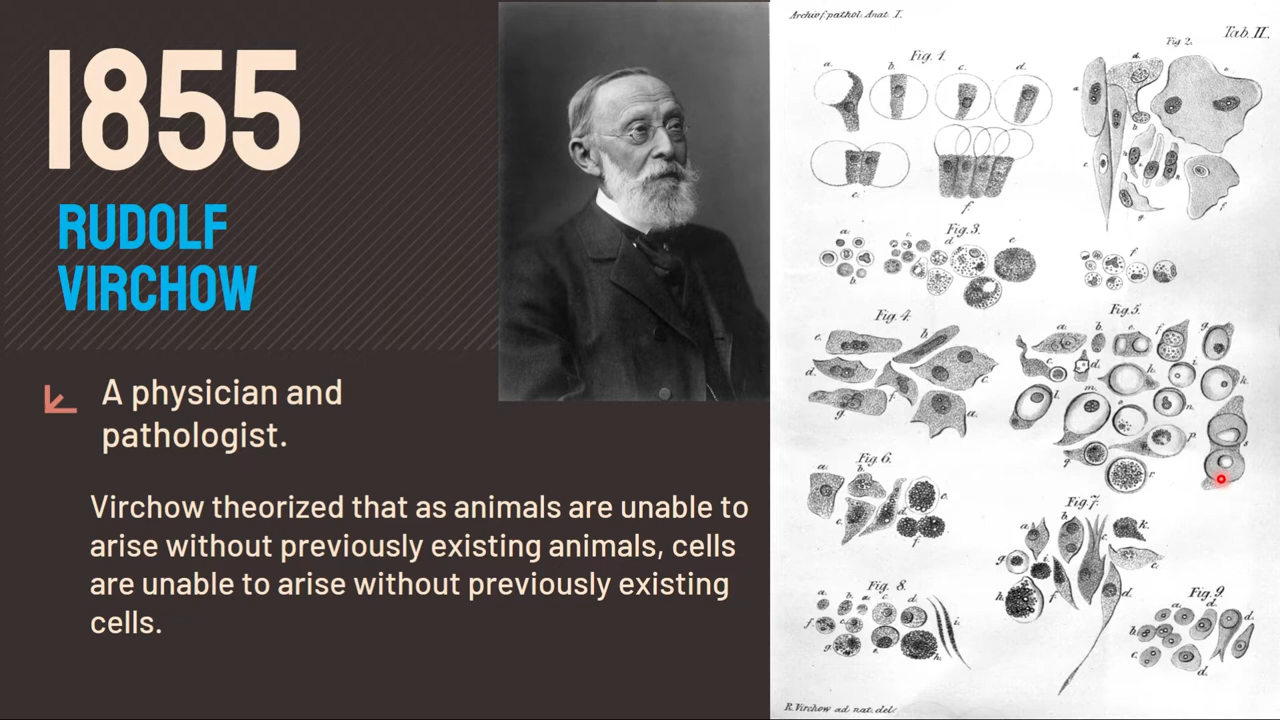 1855
RUDOLF
VIRCHOW
A physician and
pathologist.
Virchow theorized that as animals are unable to
arise without previously existing animals, cells
are unable to arise without previously existing
cells.
Archiv f. pathol. Anat. I.
Tab. II.
Fig. 1.
Fig 2.
Fig. 3.
Fig. 4.
Fig. 5.
Fig. 6.
Fig. 7.
Fig. 8.
Fig. 9.
R. Virchow ad nat. del.